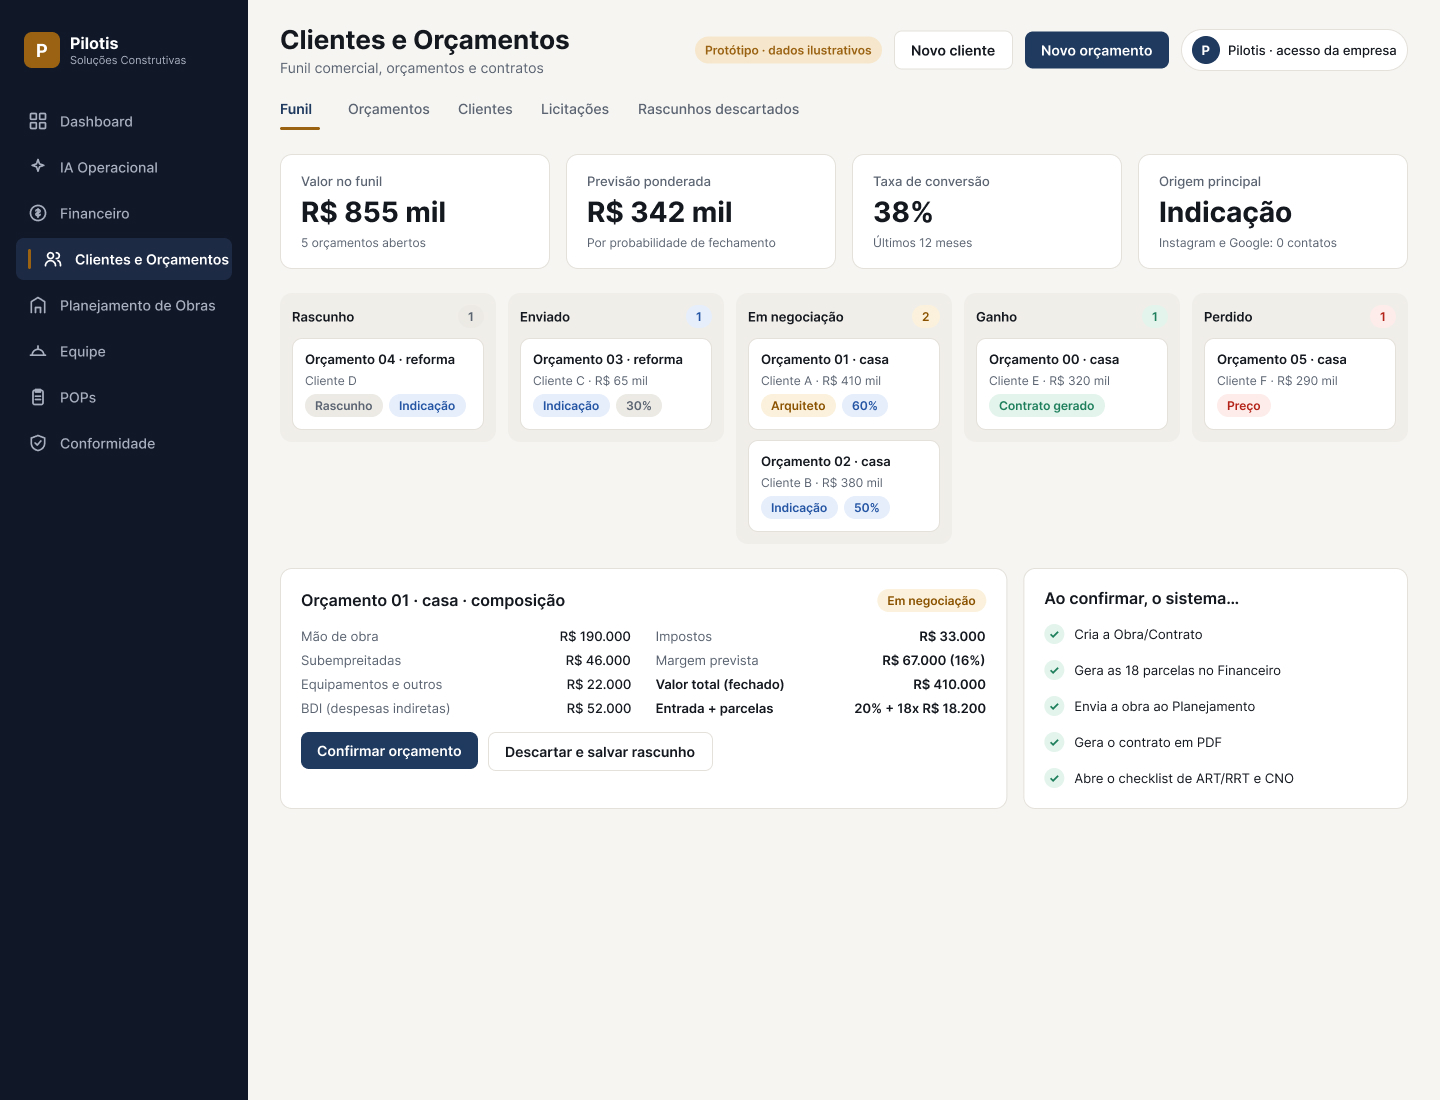 P
Pilotis
Soluções Construtivas
Dashboard
IA Operacional
Financeiro
Clientes e Orçamentos
Planejamento de Obras
Equipe
POPs
Conformidade
Clientes e Orçamentos
Funil comercial, orçamentos e contratos
Protótipo · dados ilustrativos
Novo cliente
Novo orçamento
P
Pilotis · acesso da empresa
Funil
Orçamentos
Clientes
Licitações
Rascunhos descartados
Valor no funil
R$ 855 mil
5 orçamentos abertos
Previsão ponderada
R$ 342 mil
Por probabilidade de fechamento
Taxa de conversão
38%
Últimos 12 meses
Origem principal
Indicação
Instagram e Google: 0 contatos
Rascunho 1
Orçamento 04 · reforma
Cliente D
Rascunho Indicação
Enviado 1
Orçamento 03 · reforma
Cliente C · R$ 65 mil
Indicação 30%
Em negociação 2
Orçamento 01 · casa
Cliente A · R$ 410 mil
Arquiteto 60%
Orçamento 02 · casa
Cliente B · R$ 380 mil
Indicação 50%
Ganho 1
Orçamento 00 · casa
Cliente E · R$ 320 mil
Contrato gerado
Perdido 1
Orçamento 05 · casa
Cliente F · R$ 290 mil
Preço
Orçamento 01 · casa · composição
Em negociação
Mão de obra R$ 190.000
Subempreitadas R$ 46.000
Equipamentos e outros R$ 22.000
BDI (despesas indiretas) R$ 52.000
Impostos R$ 33.000
Margem prevista R$ 67.000 (16%)
Valor total (fechado) R$ 410.000
Entrada + parcelas 20% + 18x R$ 18.200
Confirmar orçamento
Descartar e salvar rascunho
Ao confirmar, o sistema...
Cria a Obra/Contrato
Gera as 18 parcelas no Financeiro
Envia a obra ao Planejamento
Gera o contrato em PDF
Abre o checklist de ART/RRT e CNO